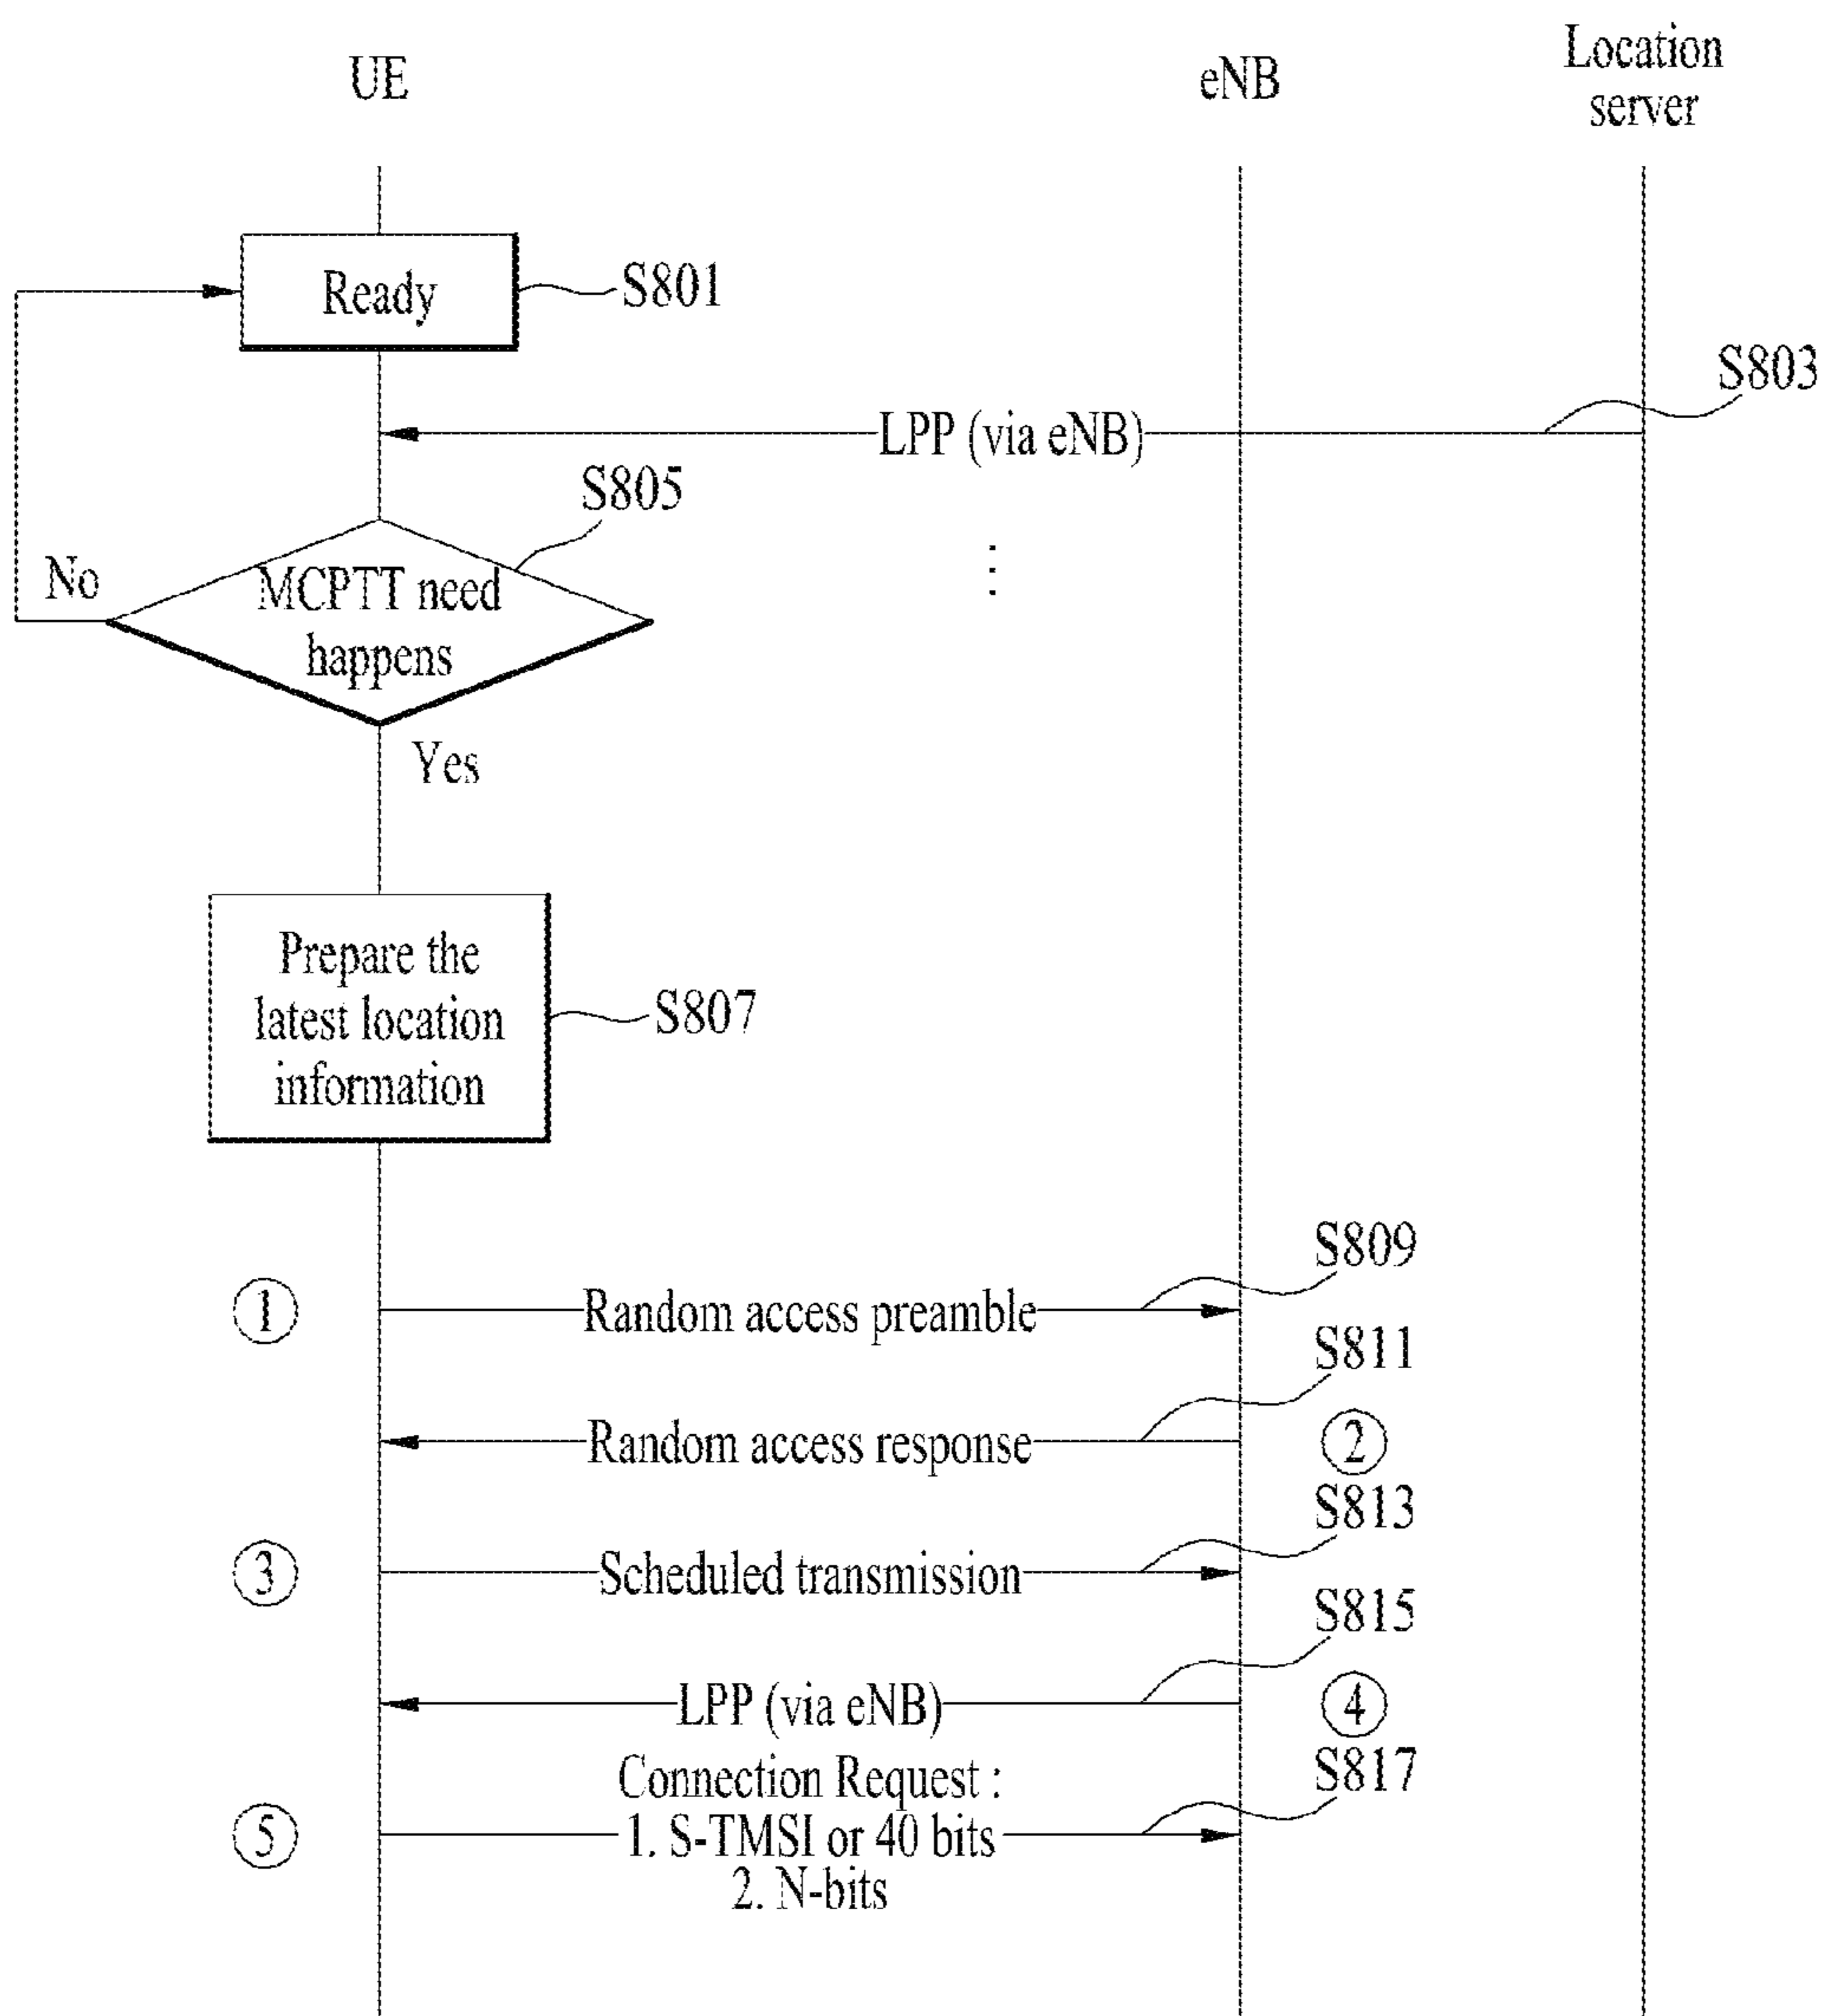 UE
eNB
Location
server
Ready
S801
S803
LPP (via eNB)
S805
No
MCPTT need
happens
Yes
Prepare the
latest location
information
S807
S809
① Random access preamble
S811
Random access response ②
S813
③ Scheduled transmission
S815
LPP (via eNB) ④
Connection Request :
S817
⑤ 1. S-TMSI or 40 bits
2. N-bits